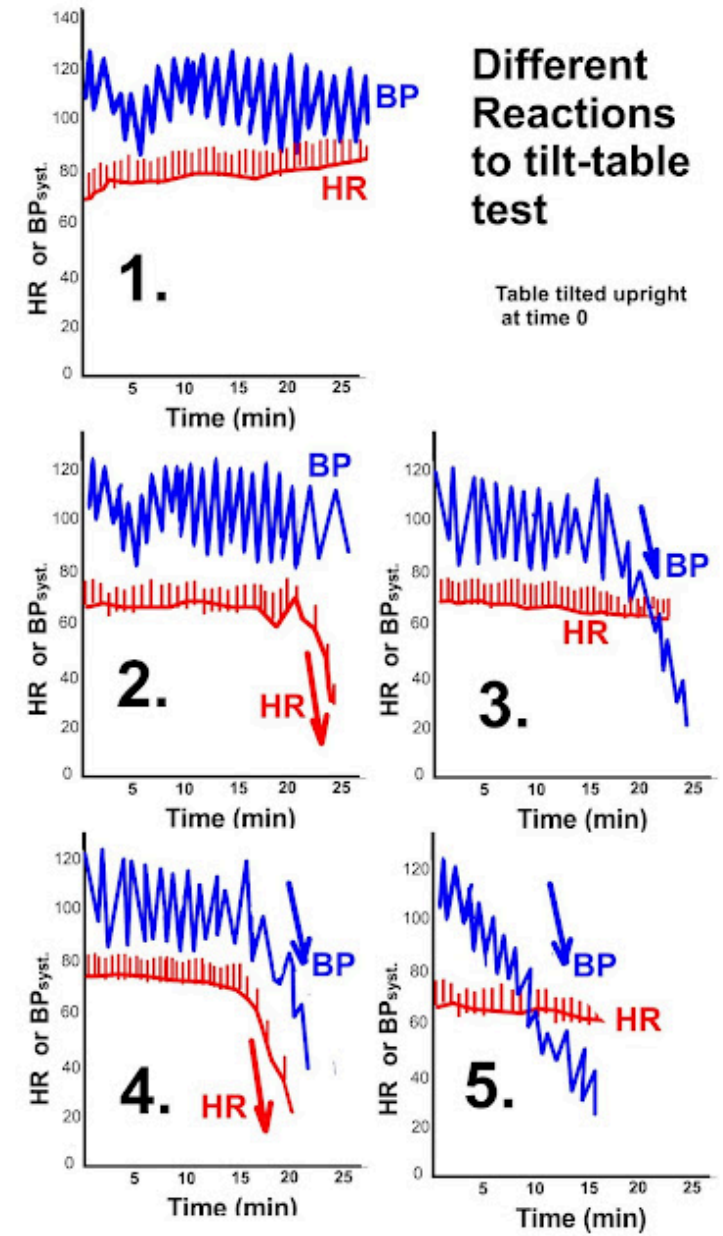 Different
Reactions
to tilt-table
test
Table tilted upright
at time 0
HR or BPsyst.
140
120
100
80
60
40
20
0
BP
HR
1.
5 10 15 20 25
Time (min)
HR or BPsyst.
120
100
80
60
40
20
0
BP
HR
2.
5 10 15 20 25
Time (min)
HR or BPsyst.
120
100
80
60
40
20
0
BP
HR
3.
5 10 15 20 25
Time (min)
HR or BPsyst.
120
100
80
60
40
20
0
BP
HR
4.
5 10 15 20 25
Time (min)
HR or BPsyst.
120
100
80
60
40
20
0
BP
HR
5.
5 10 15 20 25
Time (min)